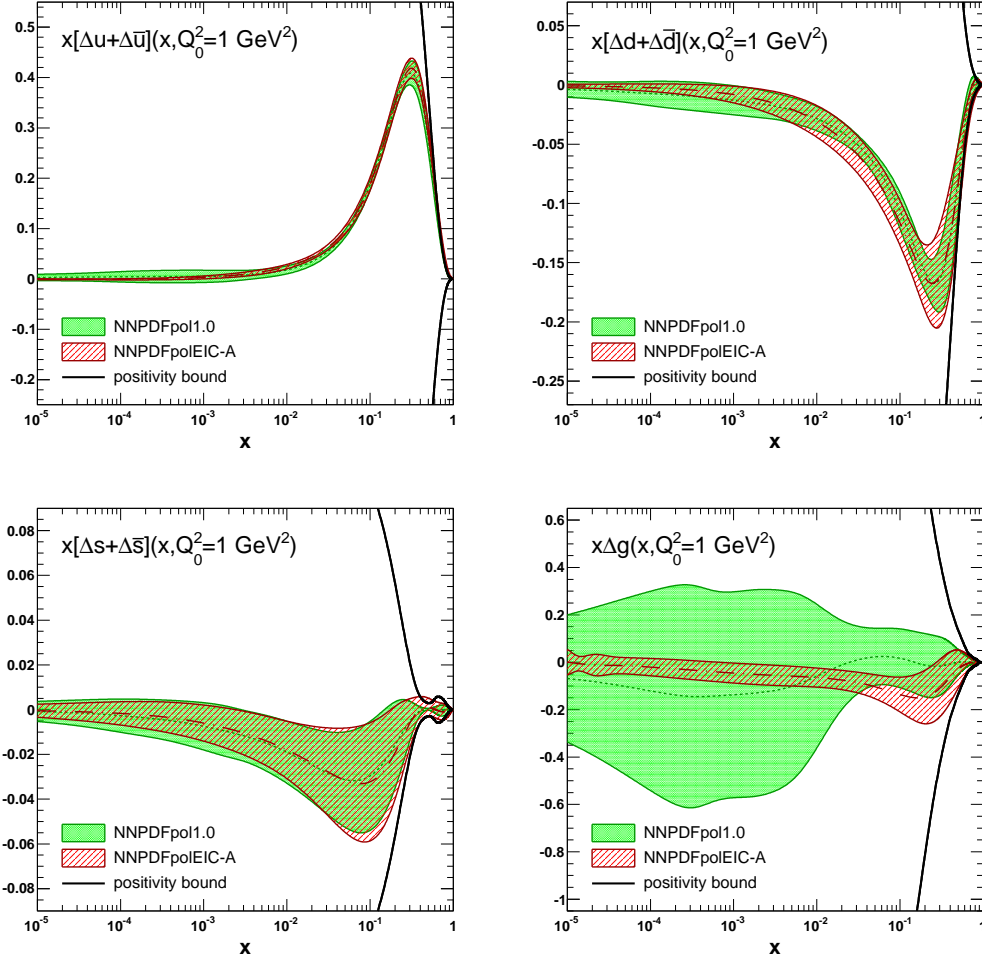 x[Δu+Δū](x,Q₀²=1 GeV²)
0.5
0.4
0.3
0.2
0.1
0
-0.1
-0.2
NNPDFpol1.0
NNPDFpolEIC-A
positivity bound
10⁻⁵ 10⁻⁴ 10⁻³ 10⁻² 10⁻¹ 1
x
x[Δd+Δd̄](x,Q₀²=1 GeV²)
0.05
0
-0.05
-0.1
-0.15
-0.2
-0.25
NNPDFpol1.0
NNPDFpolEIC-A
positivity bound
10⁻⁵ 10⁻⁴ 10⁻³ 10⁻² 10⁻¹ 1
x
x[Δs+Δs̄](x,Q₀²=1 GeV²)
0.08
0.06
0.04
0.02
0
-0.02
-0.04
-0.06
-0.08
NNPDFpol1.0
NNPDFpolEIC-A
positivity bound
10⁻⁵ 10⁻⁴ 10⁻³ 10⁻² 10⁻¹ 1
x
xΔg(x,Q₀²=1 GeV²)
0.6
0.4
0.2
0
-0.2
-0.4
-0.6
-0.8
-1
NNPDFpol1.0
NNPDFpolEIC-A
positivity bound
10⁻⁵ 10⁻⁴ 10⁻³ 10⁻² 10⁻¹ 1
x